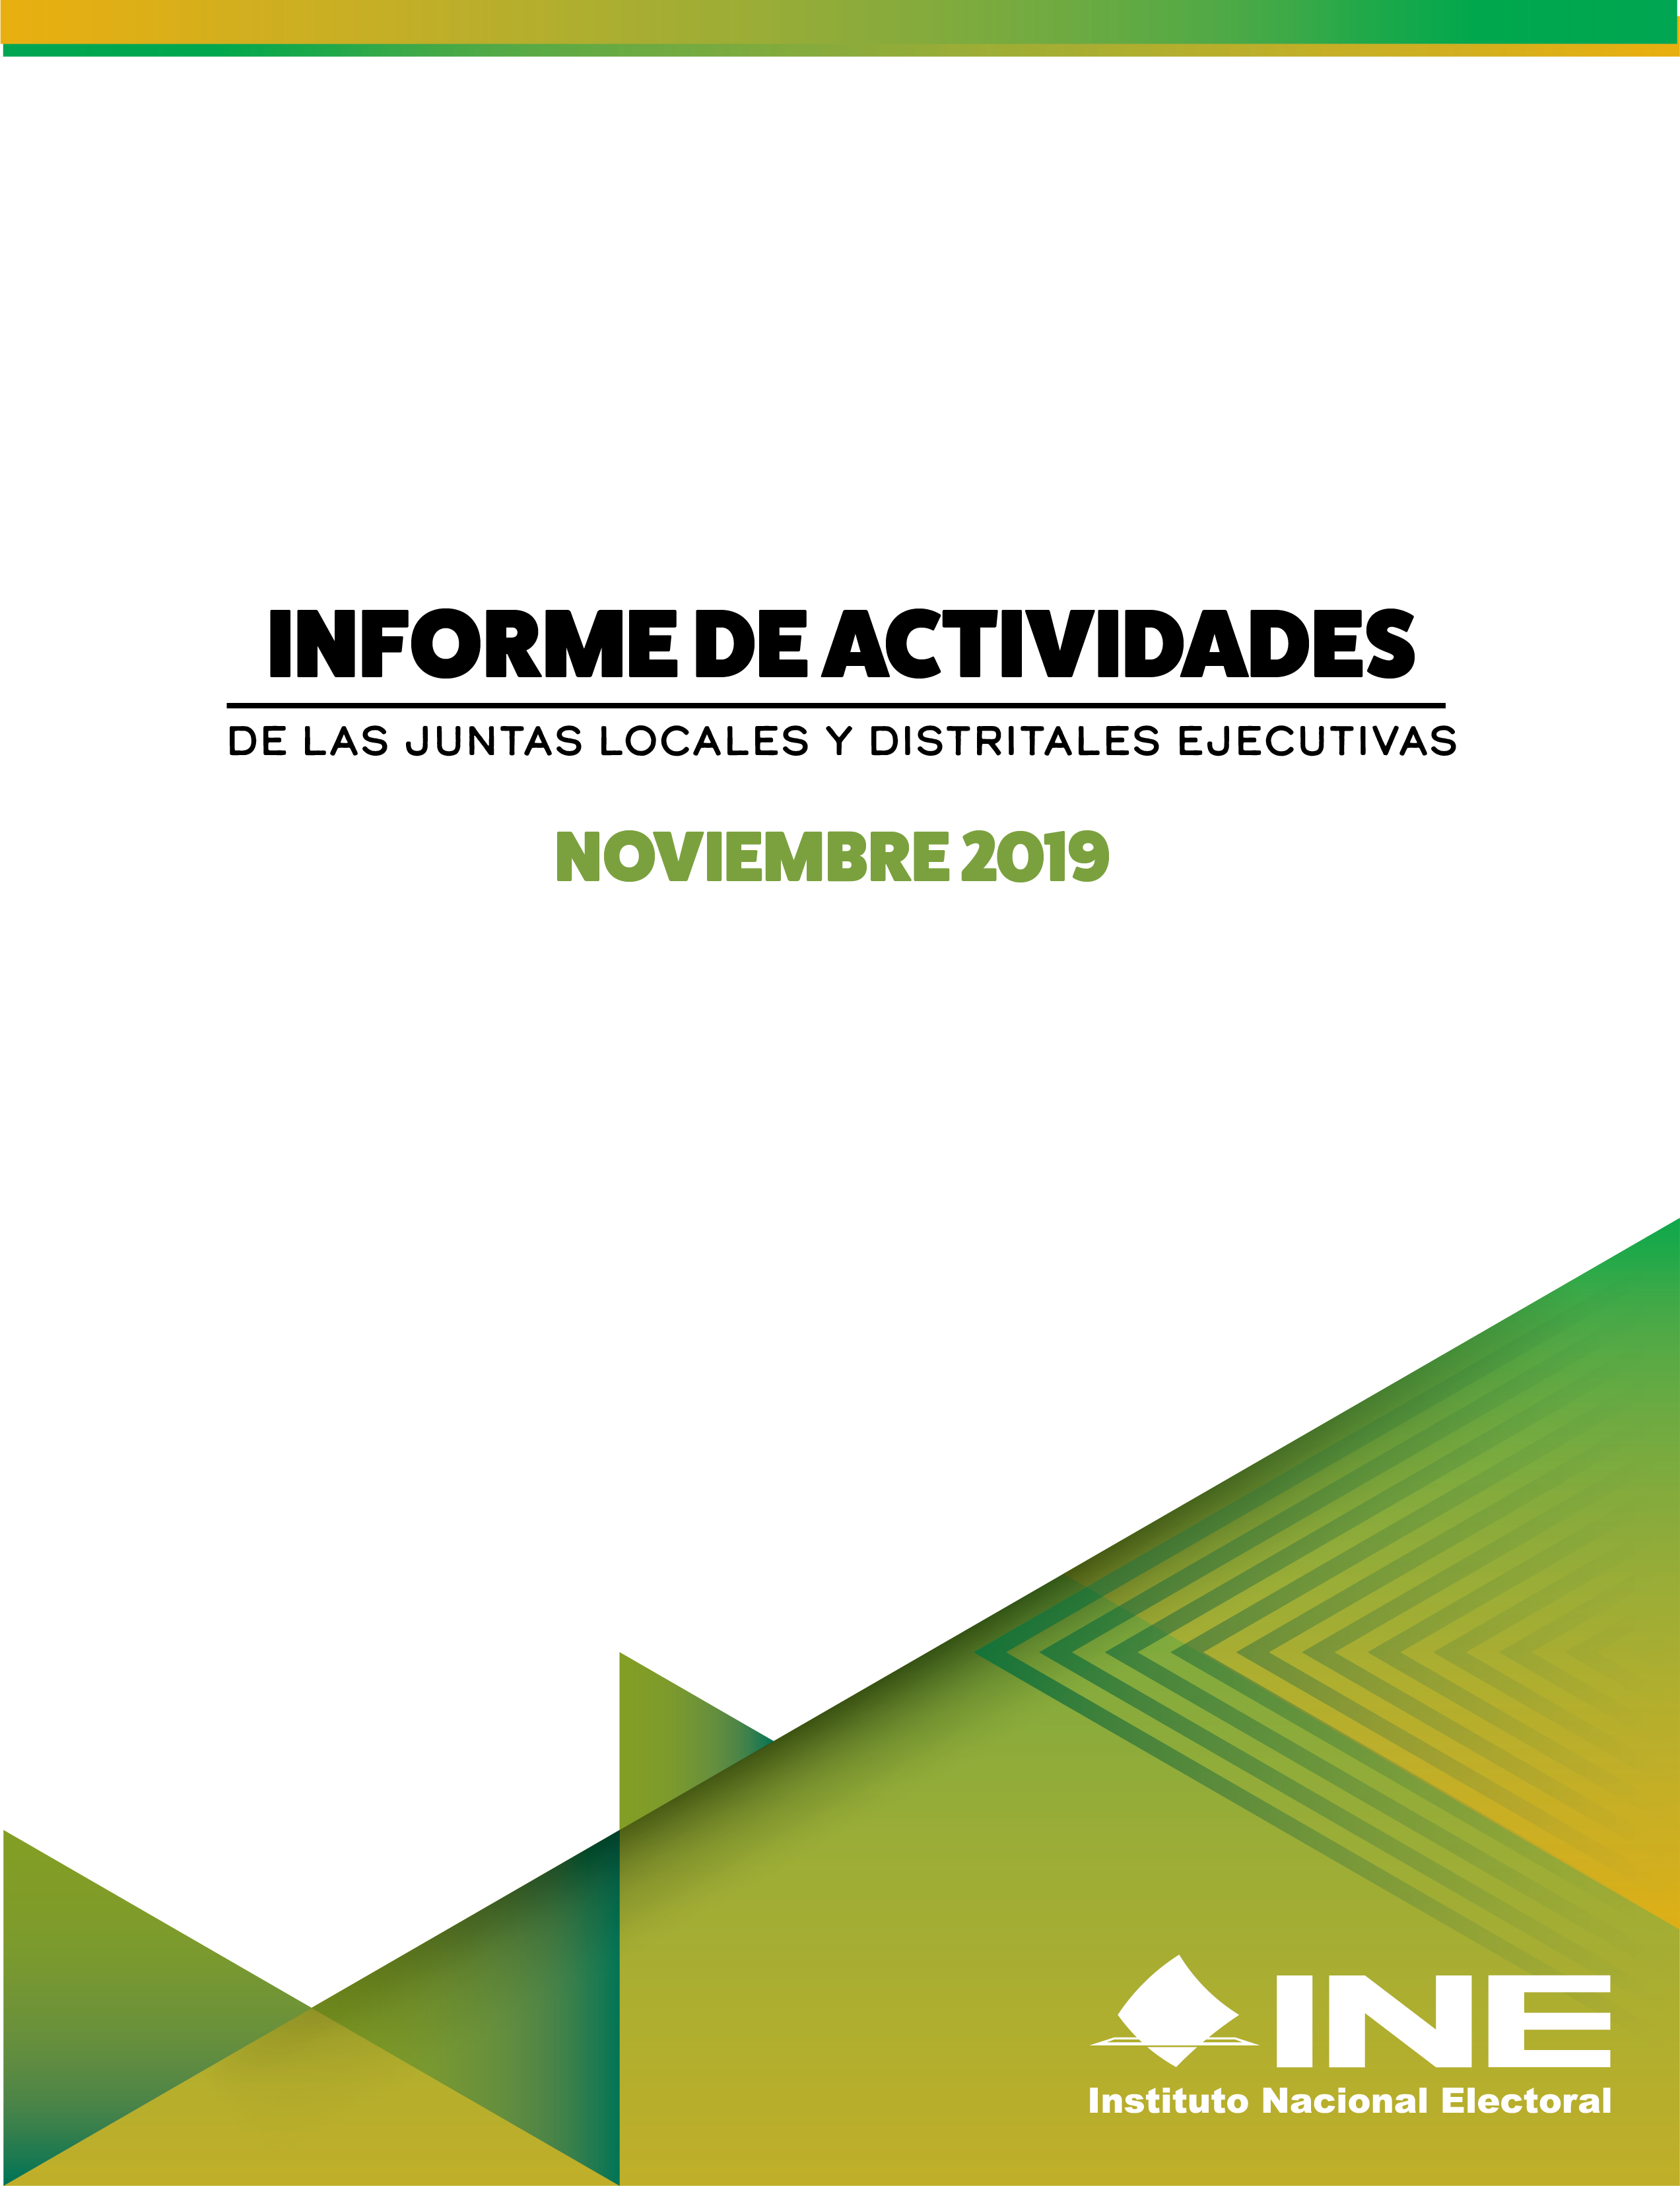 INFORME DE ACTIVIDADES
DE LAS JUNTAS LOCALES Y DISTRITALES EJECUTIVAS
NOVIEMBRE 2019
INE
Instituto Nacional Electoral